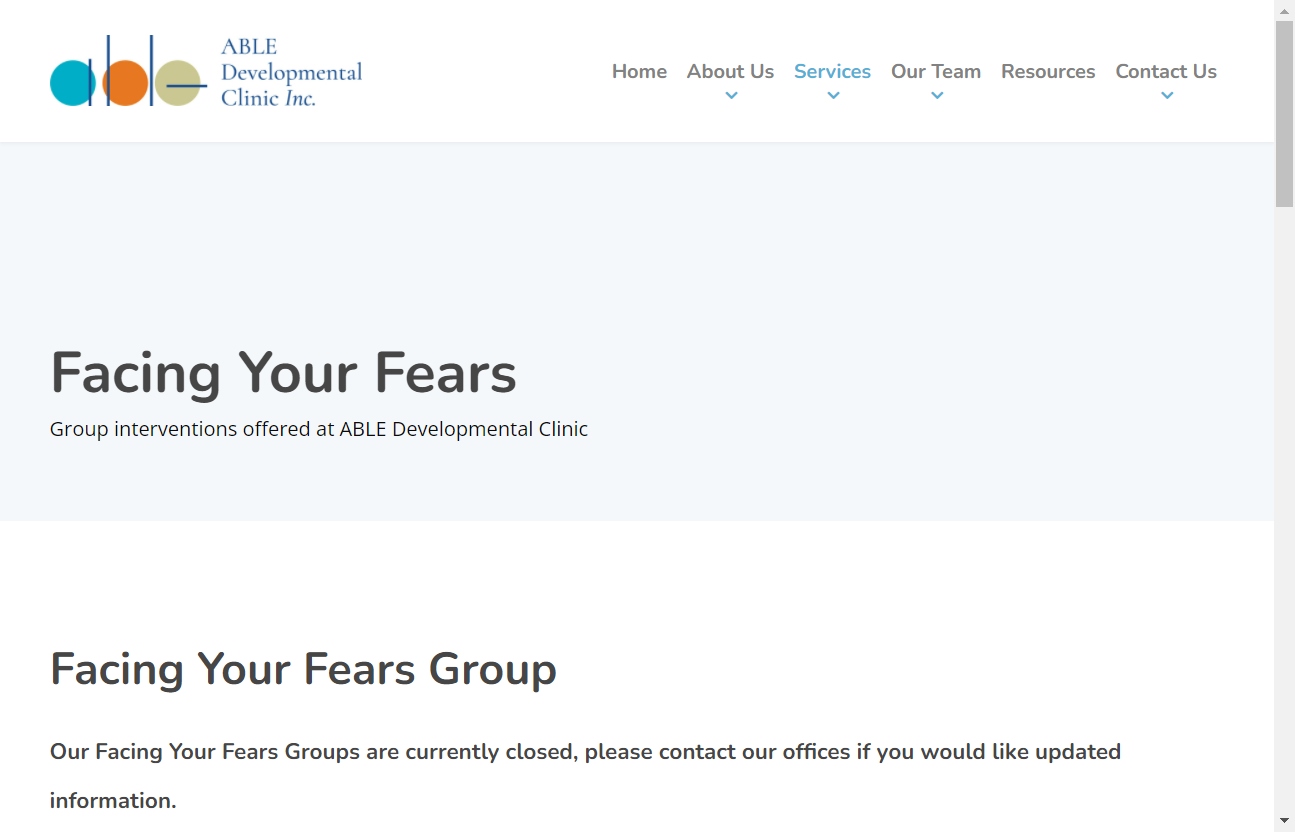 ABLE
Developmental
Clinic Inc.
Home About Us Services Our Team Resources Contact Us
Facing Your Fears
Group interventions offered at ABLE Developmental Clinic
Facing Your Fears Group
Our Facing Your Fears Groups are currently closed, please contact our offices if you would like updated
information.